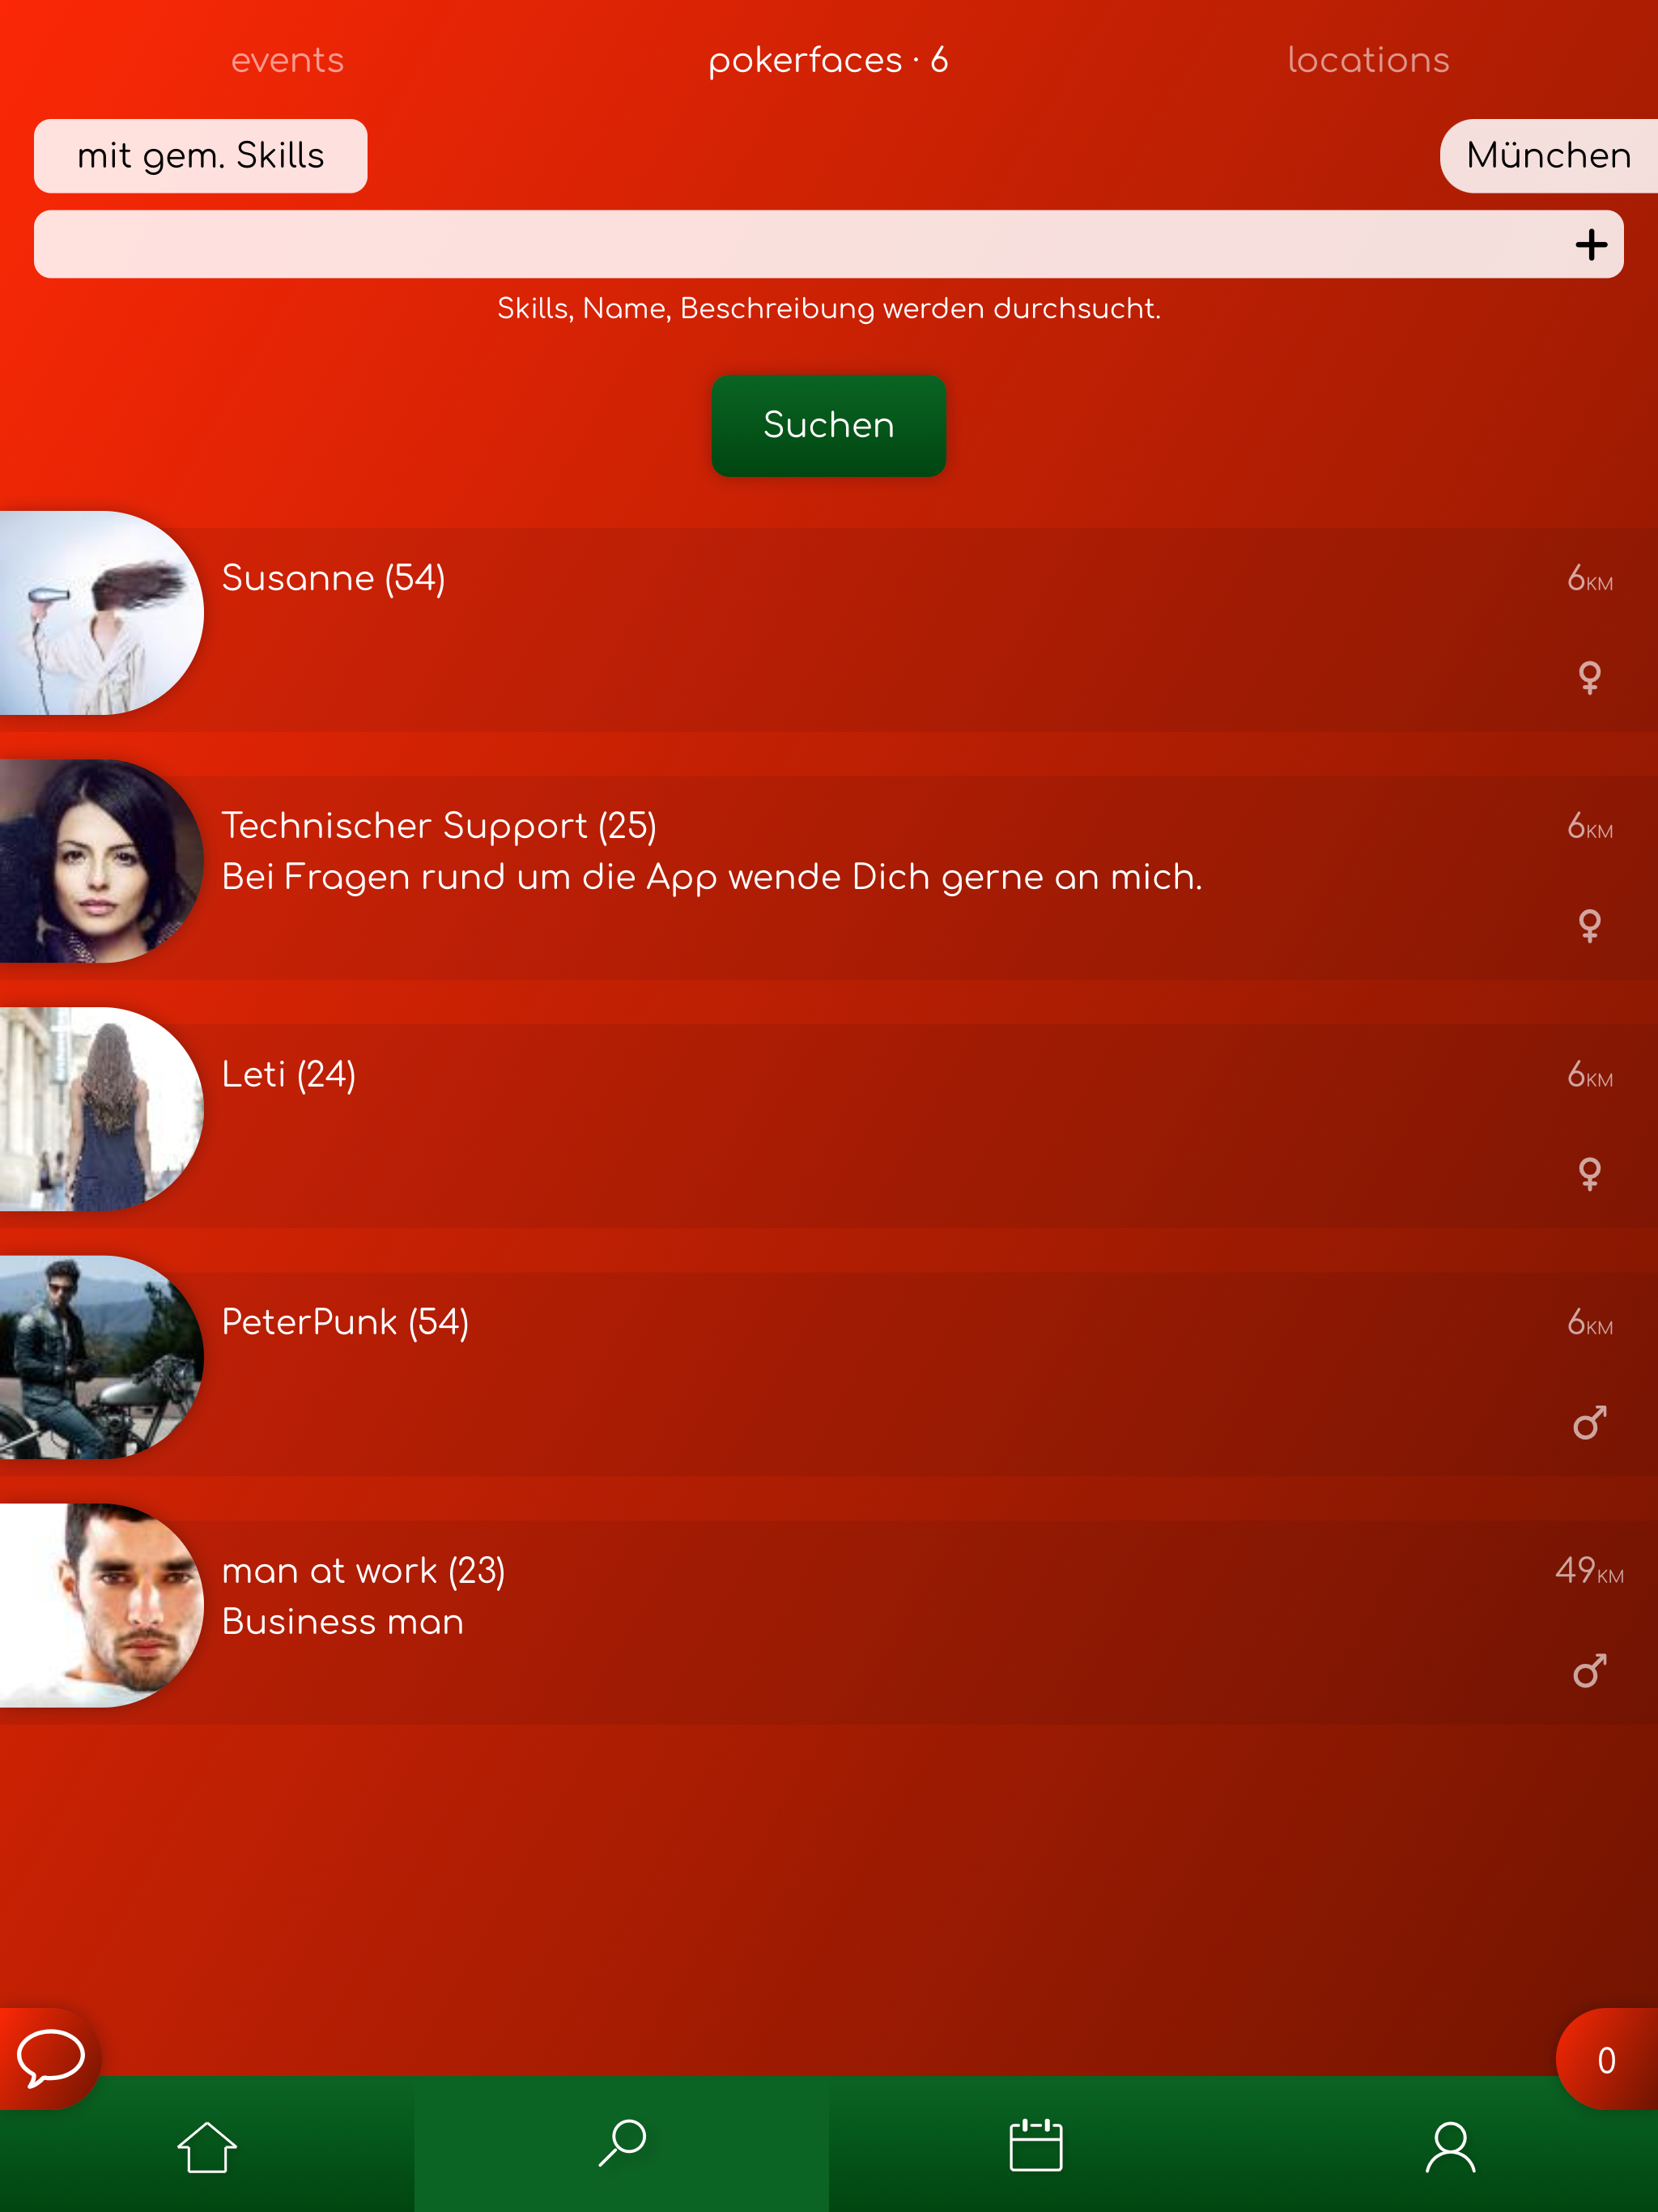 events
pokerfaces · 6
locations
mit gem. Skills
München
+
Skills, Name, Beschreibung werden durchsucht.
Suchen
Susanne (54)
6KM
♀
Technischer Support (25)
6KM
Bei Fragen rund um die App wende Dich gerne an mich.
♀
Leti (24)
6KM
♀
PeterPunk (54)
6KM
♂
man at work (23)
49KM
Business man
♂
0